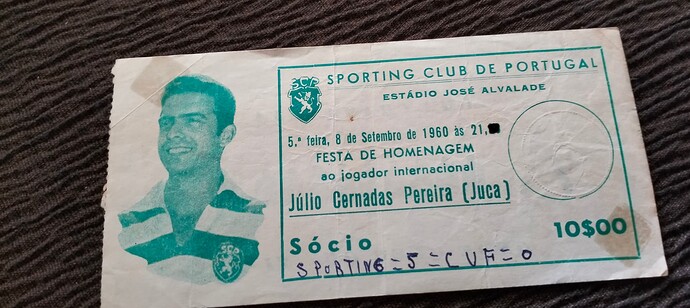 SCP
SPORTING CLUB DE PORTUGAL
ESTÁDIO JOSÉ ALVALADE
5.ª feira, 8 de Setembro de 1960 às 21,
FESTA DE HOMENAGEM
ao jogador internacional
Júlio Cernadas Pereira (Juca)
Sócio 10$00
SPORTING = 5 = CUF = 0